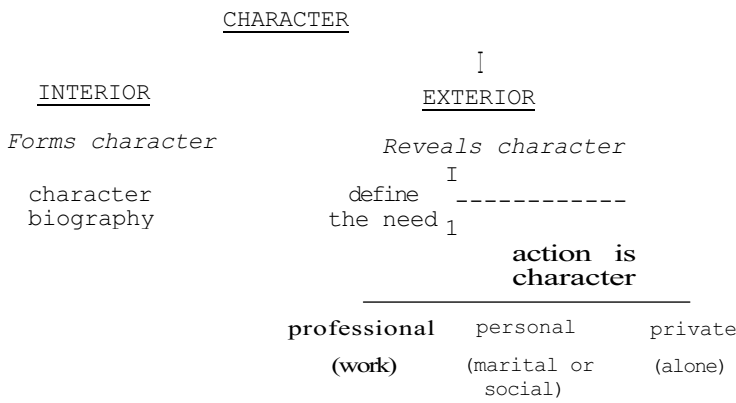 CHARACTER
I
INTERIOR
EXTERIOR
Forms character
Reveals character
I
character
biography
define
the need
------------
1
action is
character
professional
(work)
personal
(marital or
social)
private
(alone)